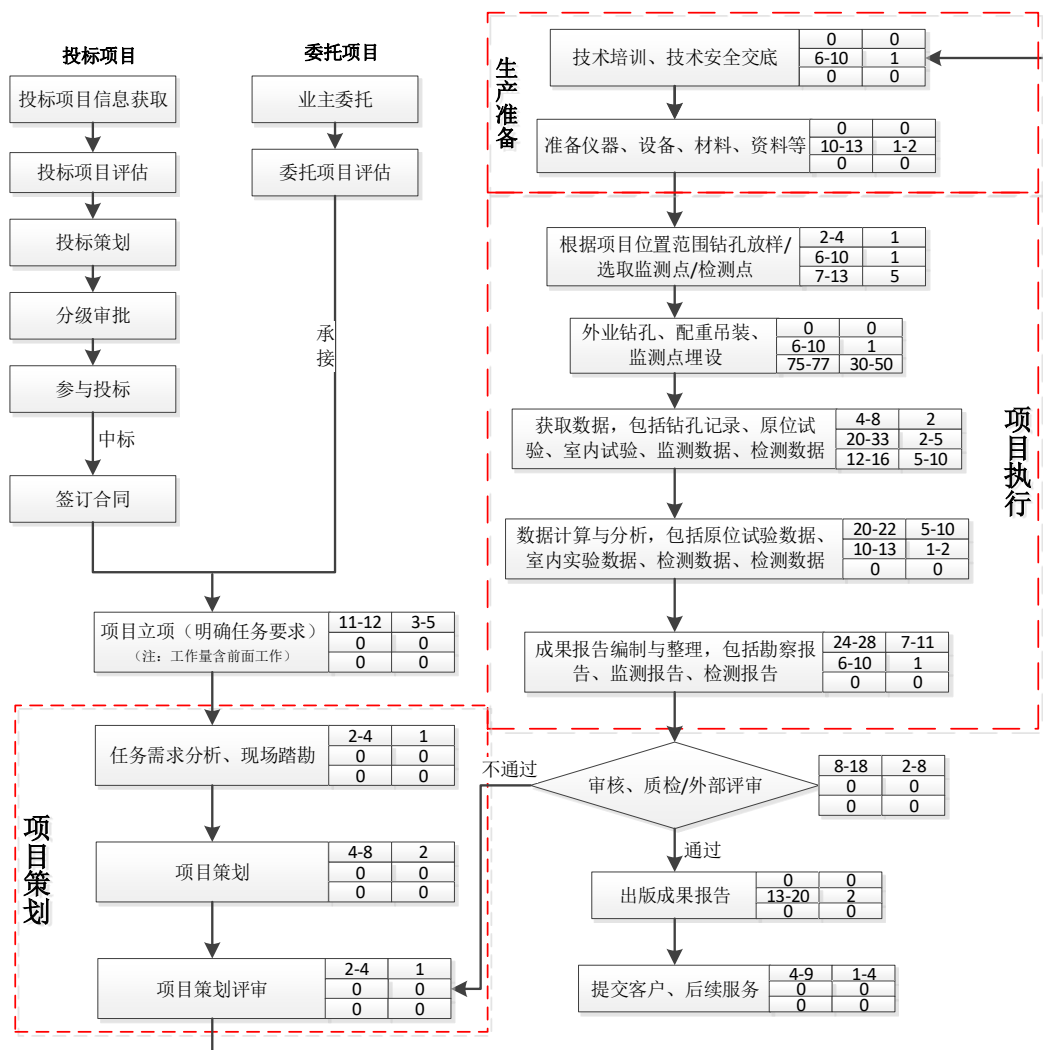 投标项目
委托项目
投标项目信息获取
业主委托
投标项目评估
委托项目评估
投标策划
分级审批
参与投标
中标
签订合同
承
接
项目立项（明确任务要求）
（注：工作量含前面工作）
11-12 3-5
0 0
0 0
项目策划
任务需求分析、现场踏勘
2-4 1
0 0
0 0
项目策划
4-8 2
0 0
0 0
项目策划评审
2-4 1
0 0
0 0
生产准备
技术培训、技术安全交底
0 0
6-10 1
0 0
准备仪器、设备、材料、资料等
0 0
10-13 1-2
0 0
项目执行
根据项目位置范围钻孔放样/
选取监测点/检测点
2-4 1
6-10 1
7-13 5
外业钻孔、配重吊装、
监测点埋设
0 0
6-10 1
75-77 30-50
获取数据，包括钻孔记录、原位试
验、室内试验、监测数据、检测数据
4-8 2
20-33 2-5
12-16 5-10
数据计算与分析，包括原位试验数据、
室内实验数据、检测数据、检测数据
20-22 5-10
10-13 1-2
0 0
成果报告编制与整理，包括勘察报
告、监测报告、检测报告
24-28 7-11
6-10 1
0 0
不通过
审核、质检/外部评审
8-18 2-8
0 0
0 0
通过
出版成果报告
0 0
13-20 2
0 0
提交客户、后续服务
4-9 1-4
0 0
0 0